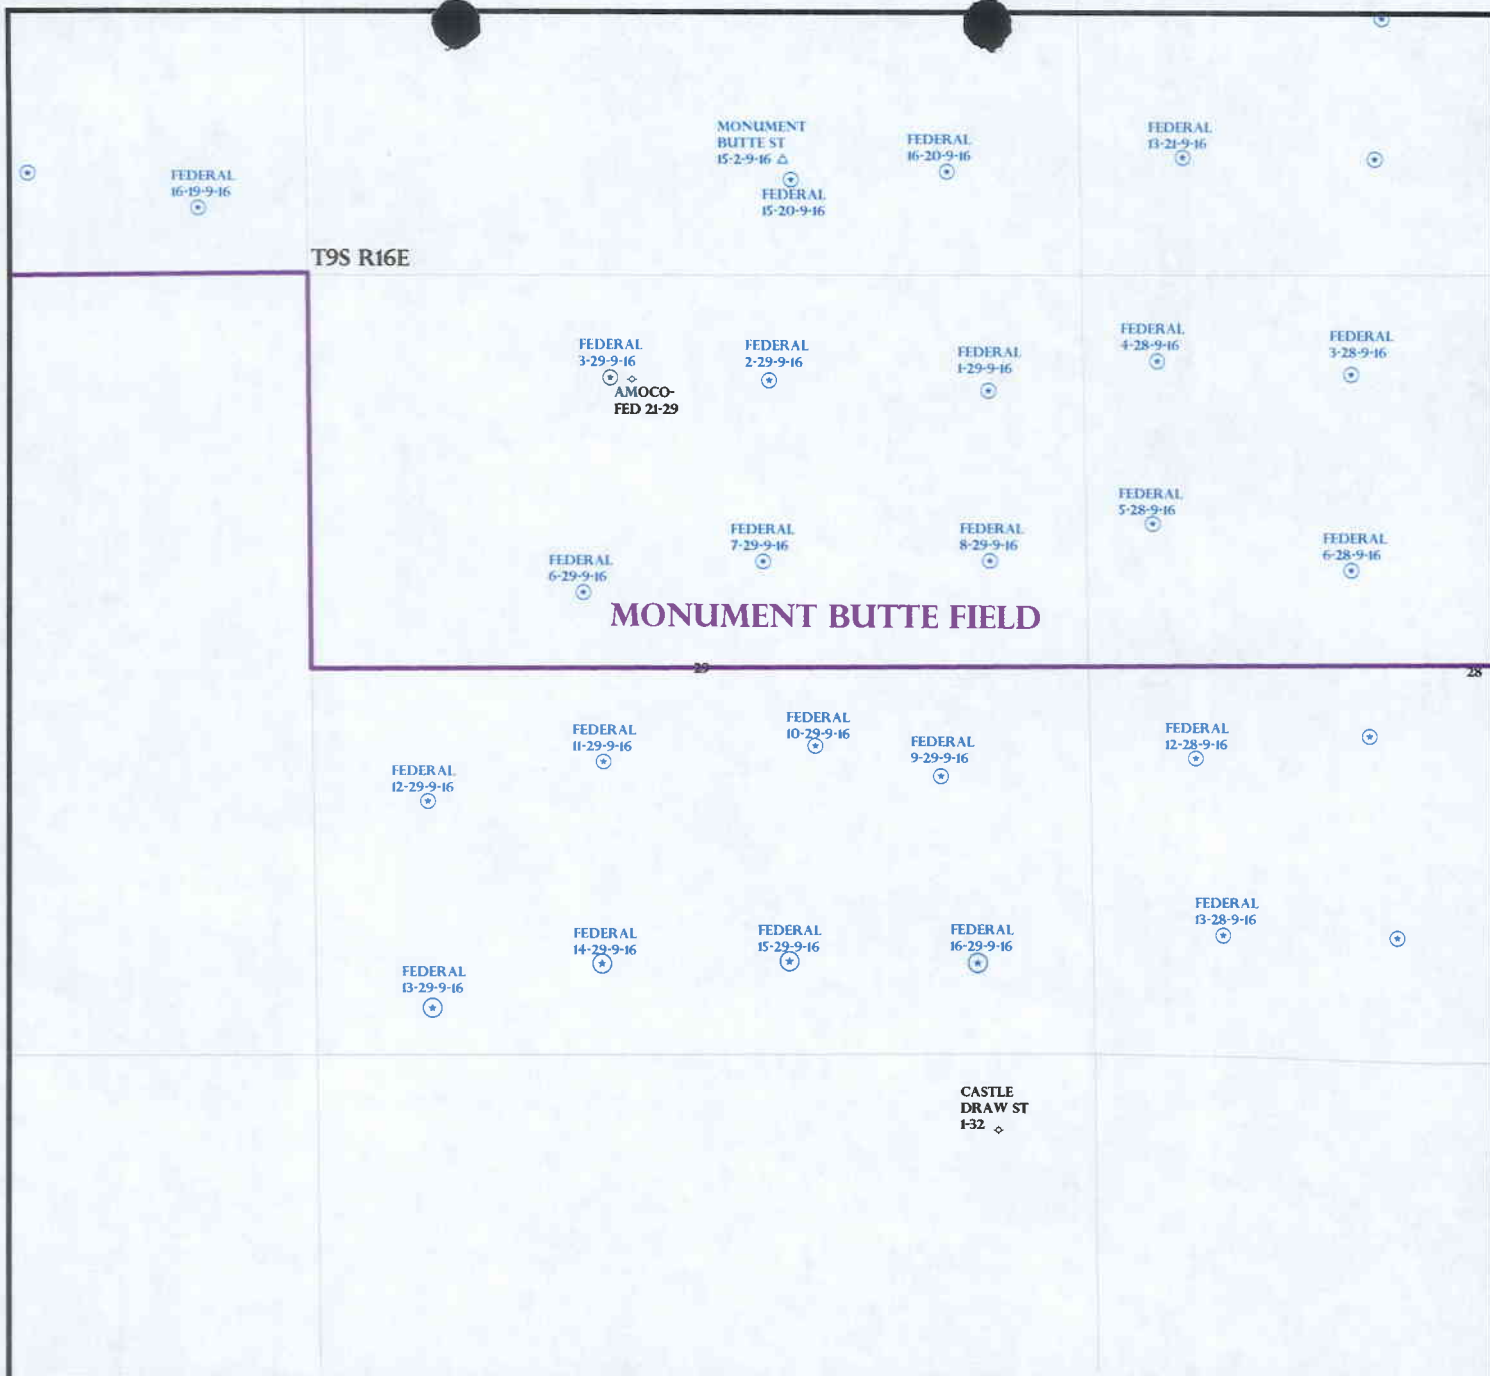 MONUMENT
BUTTE ST
15-2-9-16
FEDERAL
15-20-9-16
FEDERAL
16-20-9-16
FEDERAL
13-21-9-16
FEDERAL
16-19-9-16
T9S R16E
FEDERAL
3-29-9-16
AMOCO-
FED 21-29
FEDERAL
2-29-9-16
FEDERAL
1-29-9-16
FEDERAL
4-28-9-16
FEDERAL
3-28-9-16
FEDERAL
5-28-9-16
FEDERAL
6-29-9-16
FEDERAL
7-29-9-16
FEDERAL
8-29-9-16
FEDERAL
6-28-9-16
MONUMENT BUTTE FIELD
29
28
FEDERAL
12-29-9-16
FEDERAL
11-29-9-16
FEDERAL
10-29-9-16
FEDERAL
9-29-9-16
FEDERAL
12-28-9-16
FEDERAL
13-29-9-16
FEDERAL
14-29-9-16
FEDERAL
15-29-9-16
FEDERAL
16-29-9-16
FEDERAL
13-28-9-16
CASTLE
DRAW ST
1-32